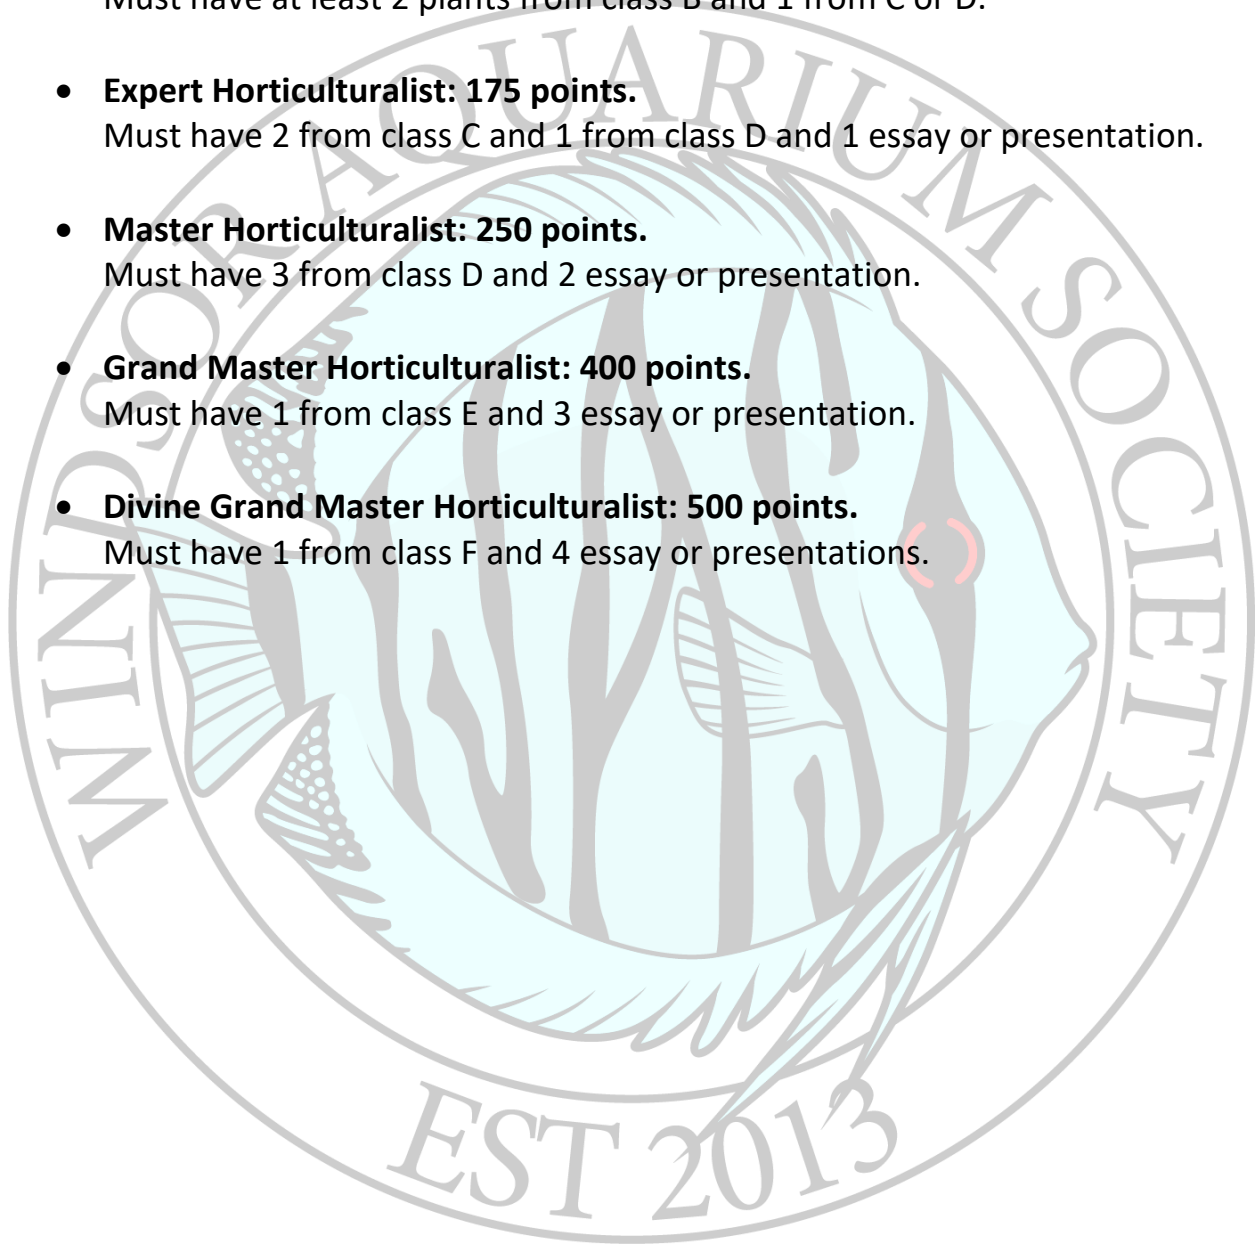 Must have at least 2 plants from class B and 1 from C or D.
• Expert Horticulturalist: 175 points.
Must have 2 from class C and 1 from class D and 1 essay or presentation.
• Master Horticulturalist: 250 points.
Must have 3 from class D and 2 essay or presentation.
• Grand Master Horticulturalist: 400 points.
Must have 1 from class E and 3 essay or presentation.
• Divine Grand Master Horticulturalist: 500 points.
Must have 1 from class F and 4 essay or presentations.
WINDSOR AQUARIUM SOCIETY
WAS
EST 2013